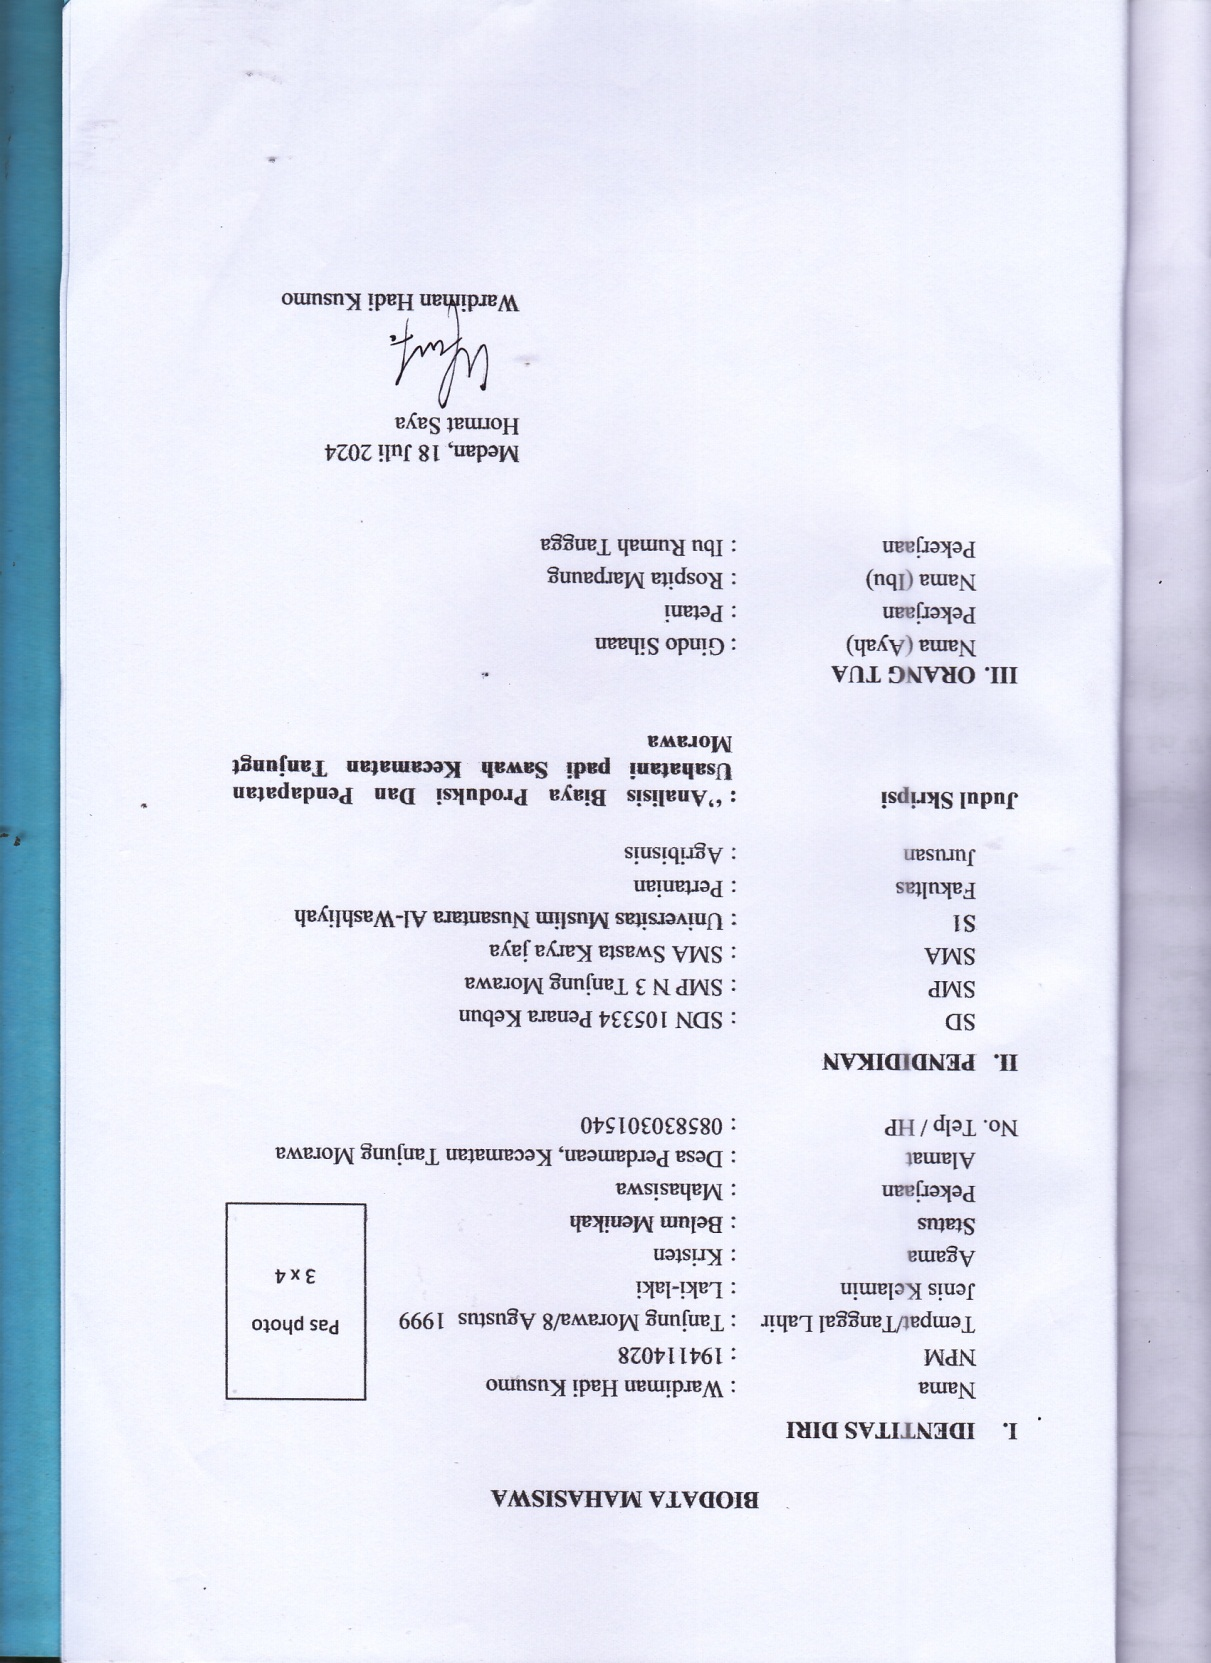 BIODATA MAHASISWA
I. IDENTITAS DIRI
Nama : Wardiman Hadi Kusumo
NPM : 194114028
Tempat/Tanggal Lahir : Tanjung Morawa/8 Agustus 1999
Jenis Kelamin : Laki-laki
Agama : Kristen
Status : Belum Menikah
Pekerjaan : Mahasiswa
Alamat : Desa Perdamean, Kecamatan Tanjung Morawa
No. Telp / HP : 085830301540
Pas photo
3 x 4
II. PENDIDIKAN
SD : SDN 105334 Penara Kebun
SMP : SMP N 3 Tanjung Morawa
SMA : SMA Swasta Karya jaya
S1 : Universitas Muslim Nusantara Al-Washliyah
Fakultas : Pertanian
Jurusan : Agribisnis
Judul Skripsi : “Analisis Biaya Produksi Dan Pendapatan
Usahatani padi Sawah Kecamatan Tanjungt
Morawa
III. ORANG TUA
Nama (Ayah) : Gindo Sihaan
Pekerjaan : Petani
Nama (Ibu) : Rospita Marpaung
Pekerjaan : Ibu Rumah Tangga
Medan, 18 Juli 2024
Hormat Saya
Wardiman Hadi Kusumo